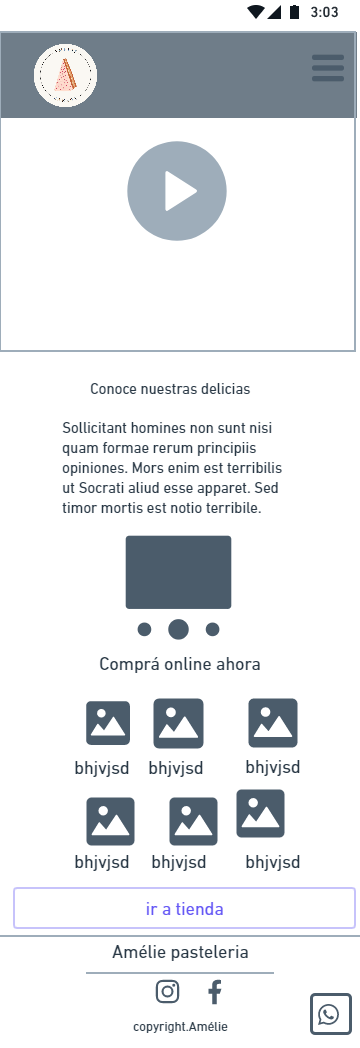 3:03
Conoce nuestras delicias
Sollicitant homines non sunt nisi
quam formae rerum principiis
opiniones. Mors enim est terribilis
ut Socrati aliud esse apparet. Sed
timor mortis est notio terribile.
Comprá online ahora
bhjvjsd bhjvjsd bhjvjsd
bhjvjsd bhjvjsd bhjvjsd
ir a tienda
Amélie pasteleria
copyright.Amélie